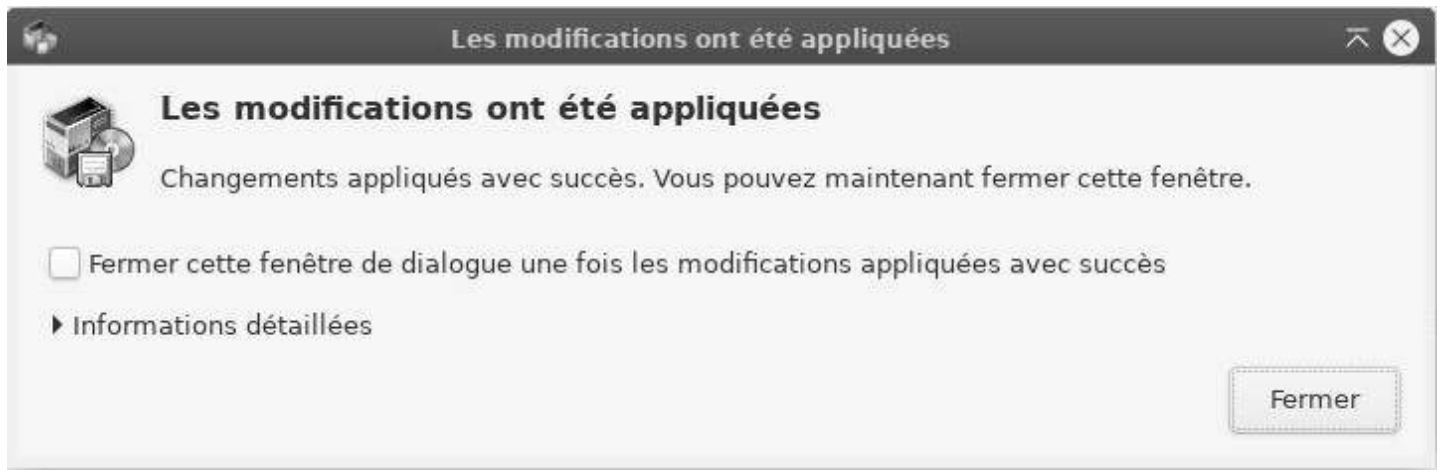 Les modifications ont été appliquées
Les modifications ont été appliquées
Changements appliqués avec succès. Vous pouvez maintenant fermer cette fenêtre.
Fermer cette fenêtre de dialogue une fois les modifications appliquées avec succès
Informations détaillées
Fermer